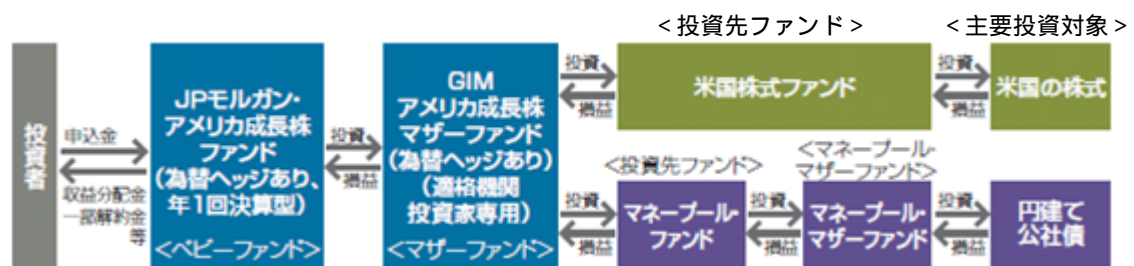 ＜投資先ファンド＞
＜主要投資対象＞
投資者
申込金
収益分配金
一部解約金
等
JPモルガン・
アメリカ成長株
ファンド
(為替ヘッジあり、
年1回決算型)
＜ベビーファンド＞
投資
損益
GIM
アメリカ成長株
マザーファンド
(為替ヘッジあり)
(適格機関
投資家専用)
＜マザーファンド＞
投資
損益
米国株式ファンド
投資
損益
米国の株式
投資
損益
＜投資先ファンド＞
マネープール・
ファンド
投資
損益
＜マネープール・
マザーファンド＞
マネープール・
マザーファンド
投資
損益
円建て
公社債